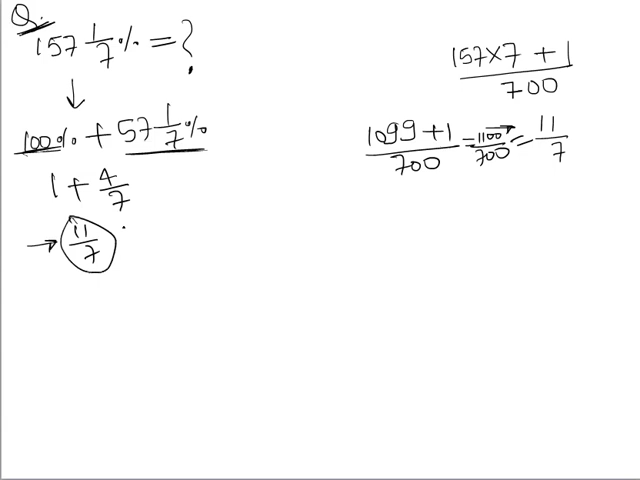 Q.
157 1/7 % = ?
↓
100% + 57 1/7 %
1 + 4/7
→ 11/7
(157×7 + 1)/700
(1099 + 1)/700 = 1100/700 = 11/7